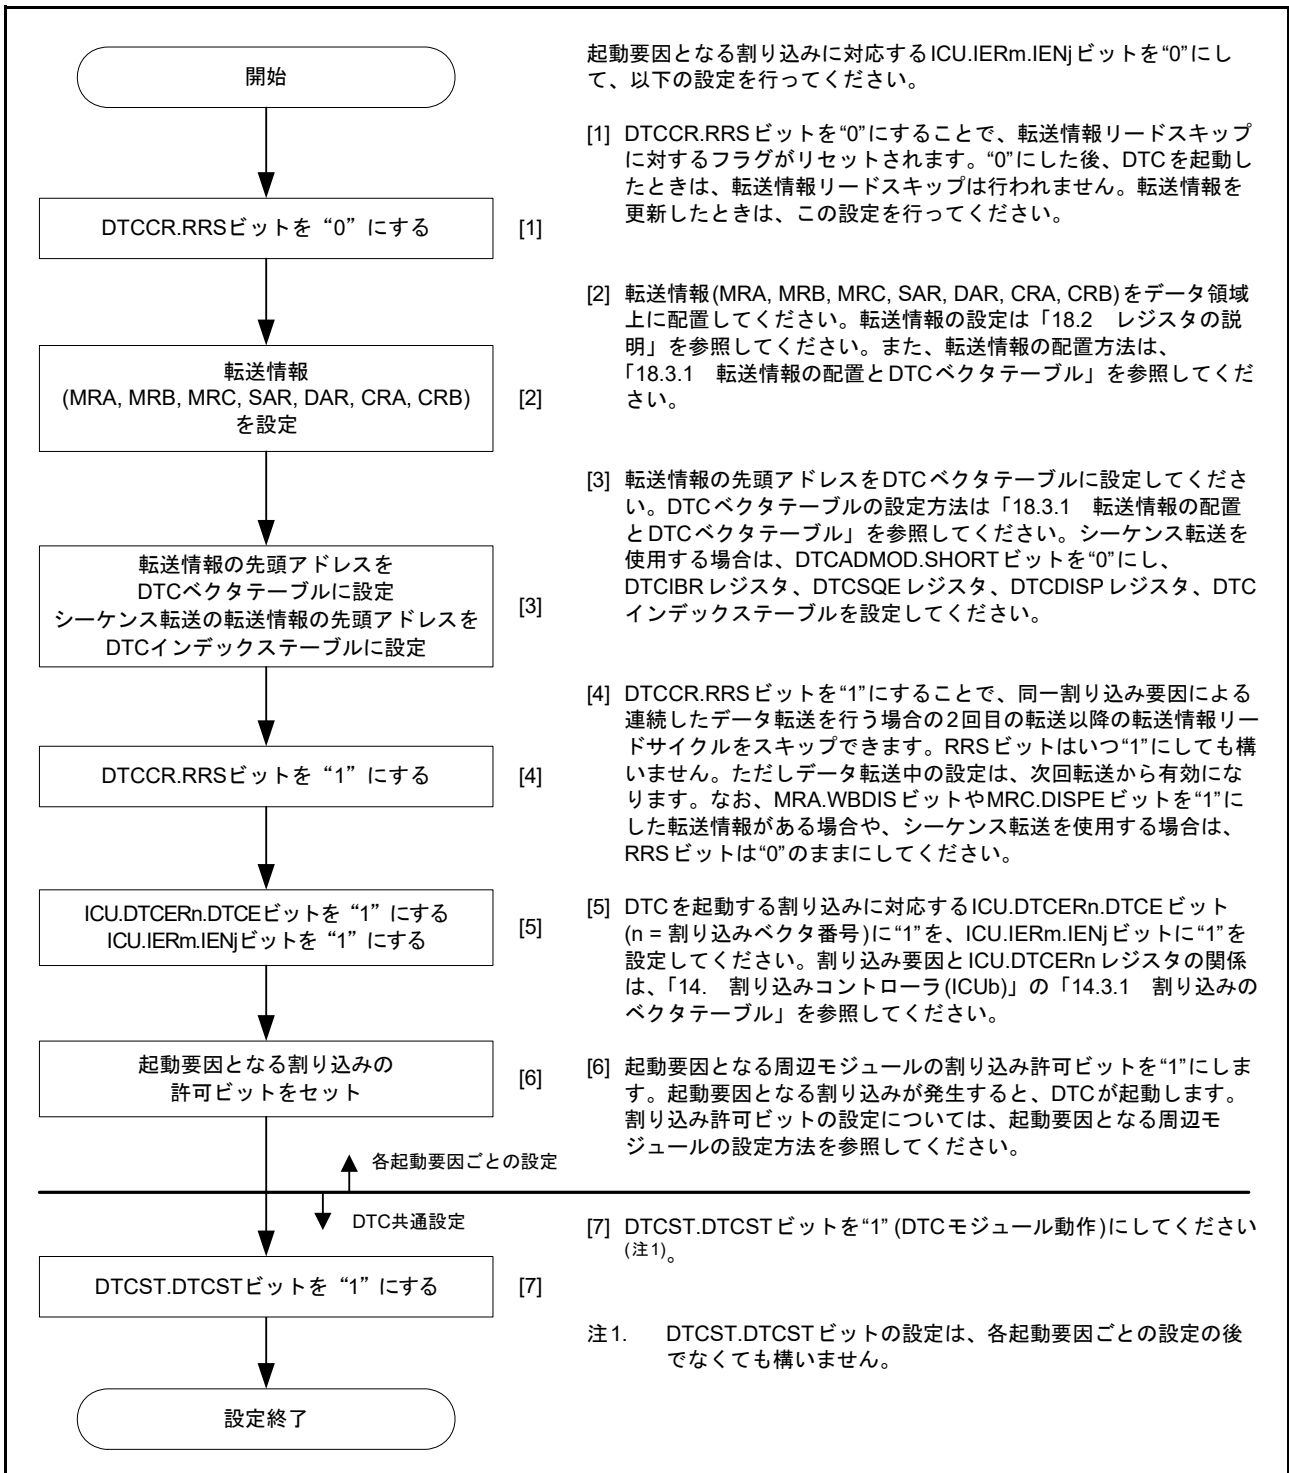 開始
DTCCR.RRSビットを“0”にする
[1]
転送情報
(MRA, MRB, MRC, SAR, DAR, CRA, CRB)
を設定
[2]
転送情報の先頭アドレスを
DTCベクタテーブルに設定
シーケンス転送の転送情報の先頭アドレスを
DTCインデックステーブルに設定
[3]
DTCCR.RRSビットを“1”にする
[4]
ICU.DTCERn.DTCEビットを“1”にする
ICU.IERm.IENjビットを“1”にする
[5]
起動要因となる割り込みの
許可ビットをセット
[6]
各起動要因ごとの設定
DTC共通設定
DTCST.DTCSTビットを“1”にする
[7]
設定終了
起動要因となる割り込みに対応するICU.IERm.IENjビットを“0”にし
て、以下の設定を行ってください。
[1] DTCCR.RRSビットを“0”にすることで、転送情報リードスキップ
に対するフラグがリセットされます。“0”にした後、DTCを起動し
たときは、転送情報リードスキップは行われません。転送情報を
更新したときは、この設定を行ってください。
[2] 転送情報(MRA, MRB, MRC, SAR, DAR, CRA, CRB)をデータ領域
上に配置してください。転送情報の設定は「18.2　レジスタの説
明」を参照してください。また、転送情報の配置方法は、
「18.3.1　転送情報の配置とDTCベクタテーブル」を参照してくだ
さい。
[3] 転送情報の先頭アドレスをDTCベクタテーブルに設定してくださ
い。DTCベクタテーブルの設定方法は「18.3.1　転送情報の配置
とDTCベクタテーブル」を参照してください。シーケンス転送を
使用する場合は、DTCADMOD.SHORTビットを“0”にし、
DTCIBRレジスタ、DTCSQEレジスタ、DTCDISPレジスタ、DTC
インデックステーブルを設定してください。
[4] DTCCR.RRSビットを“1”にすることで、同一割り込み要因による
連続したデータ転送を行う場合の2回目の転送以降の転送情報リー
ドサイクルをスキップできます。RRSビットはいつ“1”にしても構
いません。ただしデータ転送中の設定は、次回転送から有効にな
ります。なお、MRA.WBDISビットやMRC.DISPEビットを“1”に
した転送情報がある場合や、シーケンス転送を使用する場合は、
RRSビットは“0”のままにしてください。
[5] DTCを起動する割り込みに対応するICU.DTCERn.DTCEビット
(n = 割り込みベクタ番号)に“1”を、ICU.IERm.IENjビットに“1”を
設定してください。割り込み要因とICU.DTCERnレジスタの関係
は、「14.　割り込みコントローラ(ICUb)」の「14.3.1　割り込みの
ベクタテーブル」を参照してください。
[6] 起動要因となる周辺モジュールの割り込み許可ビットを“1”にしま
す。起動要因となる割り込みが発生すると、DTCが起動します。
割り込み許可ビットの設定については、起動要因となる周辺モ
ジュールの設定方法を参照してください。
[7] DTCST.DTCSTビットを“1” (DTCモジュール動作)にしてください
(注1)。
注1.　DTCST.DTCSTビットの設定は、各起動要因ごとの設定の後
でなくても構いません。